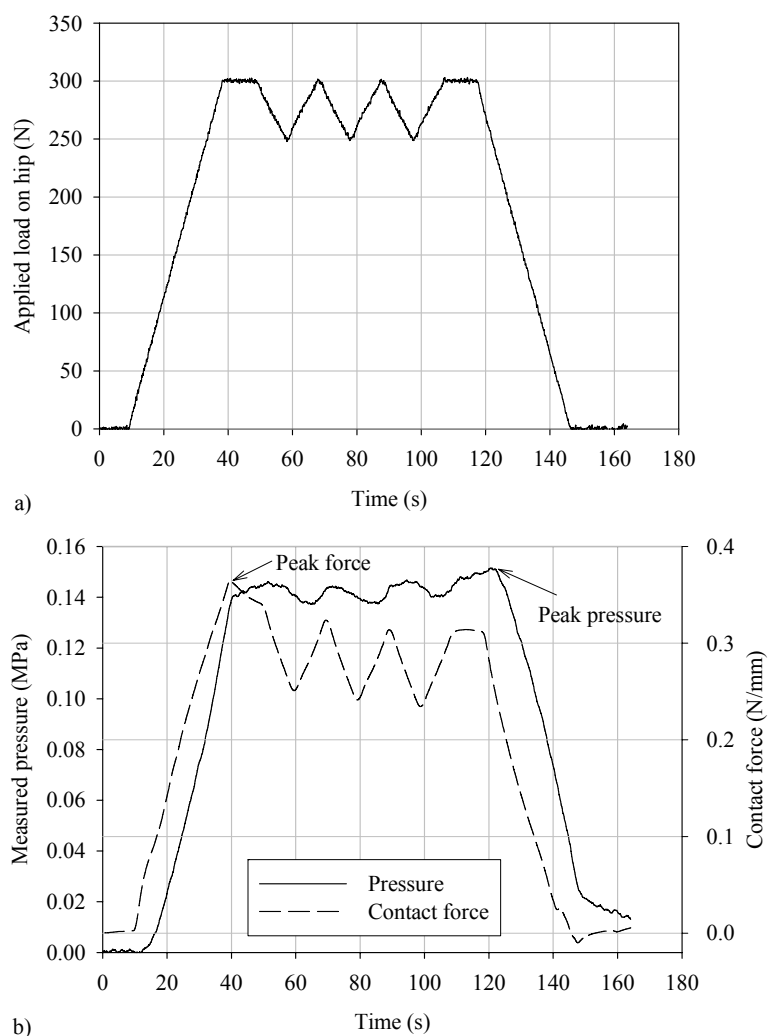 350
300
250
200
150
100
50
0
Applied load on hip (N)
0 20 40 60 80 100 120 140 160 180
Time (s)
a)
0.16
0.14
0.12
0.10
0.08
0.06
0.04
0.02
0.00
Measured pressure (MPa)
Peak force
Peak pressure
Pressure
Contact force
0.4
0.3
0.2
0.1
0.0
Contact force (N/mm)
0 20 40 60 80 100 120 140 160 180
Time (s)
b)